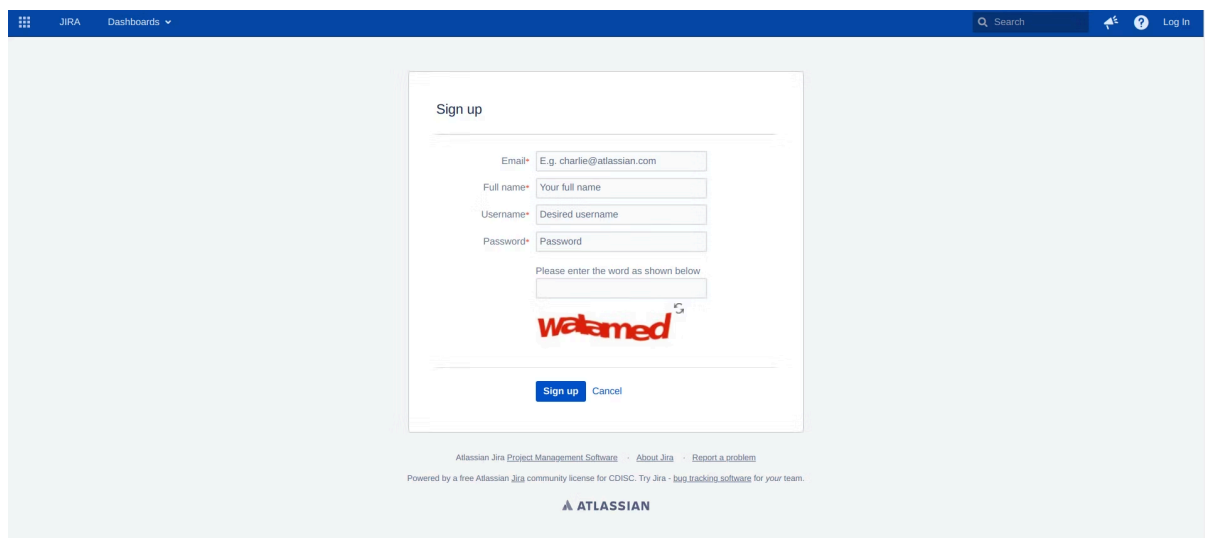 JIRA Dashboards Search Log In
Sign up
Email* E.g. charlie@atlassian.com
Full name* Your full name
Username* Desired username
Password* Password
Please enter the word as shown below
Sign up Cancel
Atlassian Jira Project Management Software · About Jira · Report a problem
Powered by a free Atlassian Jira community license for CDISC. Try Jira - bug tracking software for your team.
ATLASSIAN